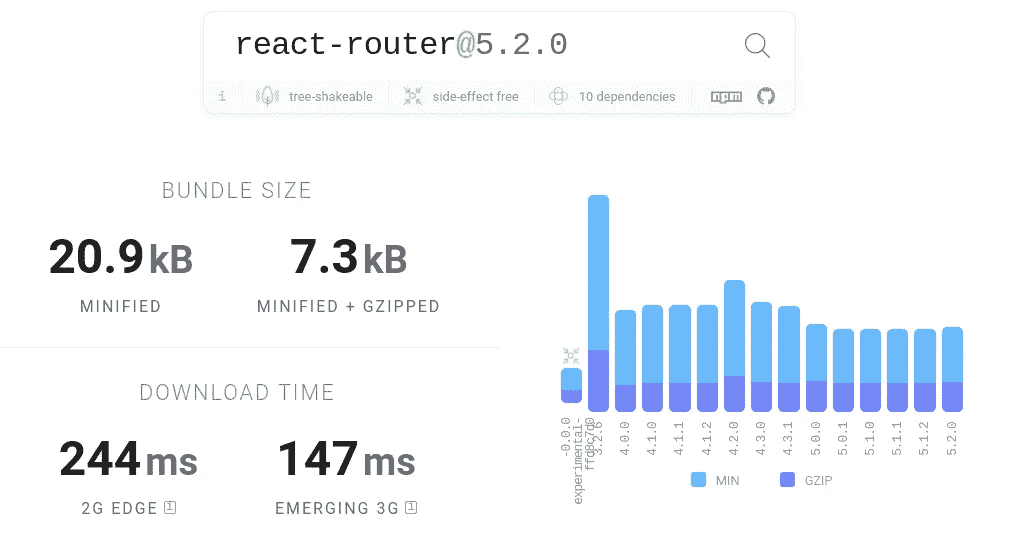 react-router@5.2.0
i tree-shakeable side-effect free 10 dependencies npm
BUNDLE SIZE
20.9 kB 7.3 kB
MINIFIED MINIFIED + GZIPPED
DOWNLOAD TIME
244 ms 147 ms
2G EDGE i EMERGING 3G i
-0.0.0
experimental-
3.2.6
4.0.0
4.1.0
4.1.1
4.1.2
4.2.0
4.3.0
4.3.1
5.0.0
5.0.1
5.1.0
5.1.1
5.1.2
5.2.0
MIN GZIP